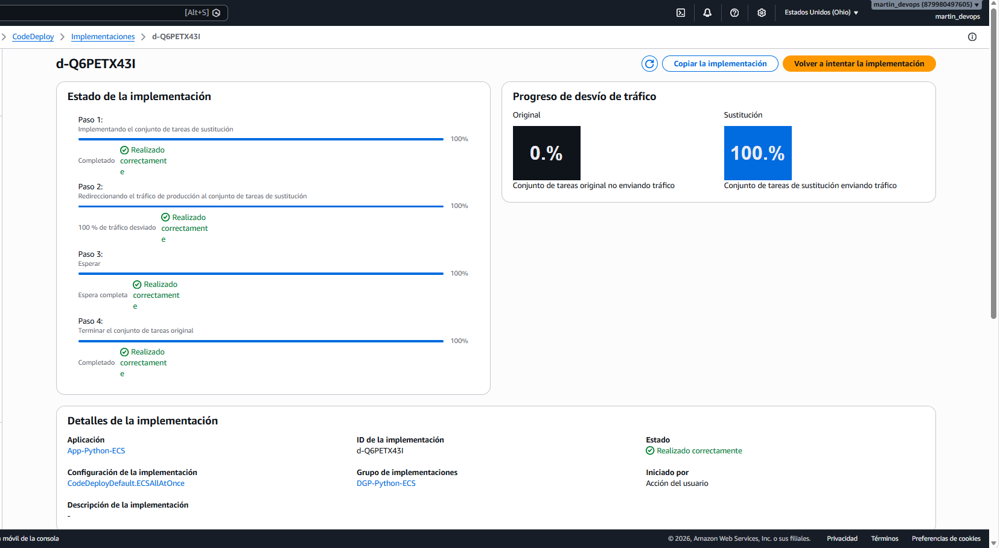 [Alt+S]
Estados Unidos (Ohio)
martin_devops (879980497605)
martin_devops
CodeDeploy
Implementaciones
d-Q6PETX43I
d-Q6PETX43I
Copiar la implementación
Volver a intentar la implementación
Estado de la implementación
Paso 1:
Implementando el conjunto de tareas de sustitución
100%
Completado
Realizado
correctament
e
Paso 2:
Redireccionando el tráfico de producción al conjunto de tareas de sustitución
100%
100 % de tráfico desviado
Realizado
correctament
e
Paso 3:
Esperar
100%
Espera completa
Realizado
correctament
e
Paso 4:
Terminar el conjunto de tareas original
100%
Completado
Realizado
correctament
e
Progreso de desvío de tráfico
Original
0.%
Conjunto de tareas original no enviando tráfico
Sustitución
100.%
Conjunto de tareas de sustitución enviando tráfico
Detalles de la implementación
Aplicación
App-Python-ECS
ID de la implementación
d-Q6PETX43I
Estado
Realizado correctamente
Configuración de la implementación
CodeDeployDefault.ECSAllAtOnce
Grupo de implementaciones
DGP-Python-ECS
Iniciado por
Acción del usuario
Descripción de la implementación
-
móvil de la consola
© 2026, Amazon Web Services, Inc. o sus filiales.
Privacidad
Términos
Preferencias de cookies